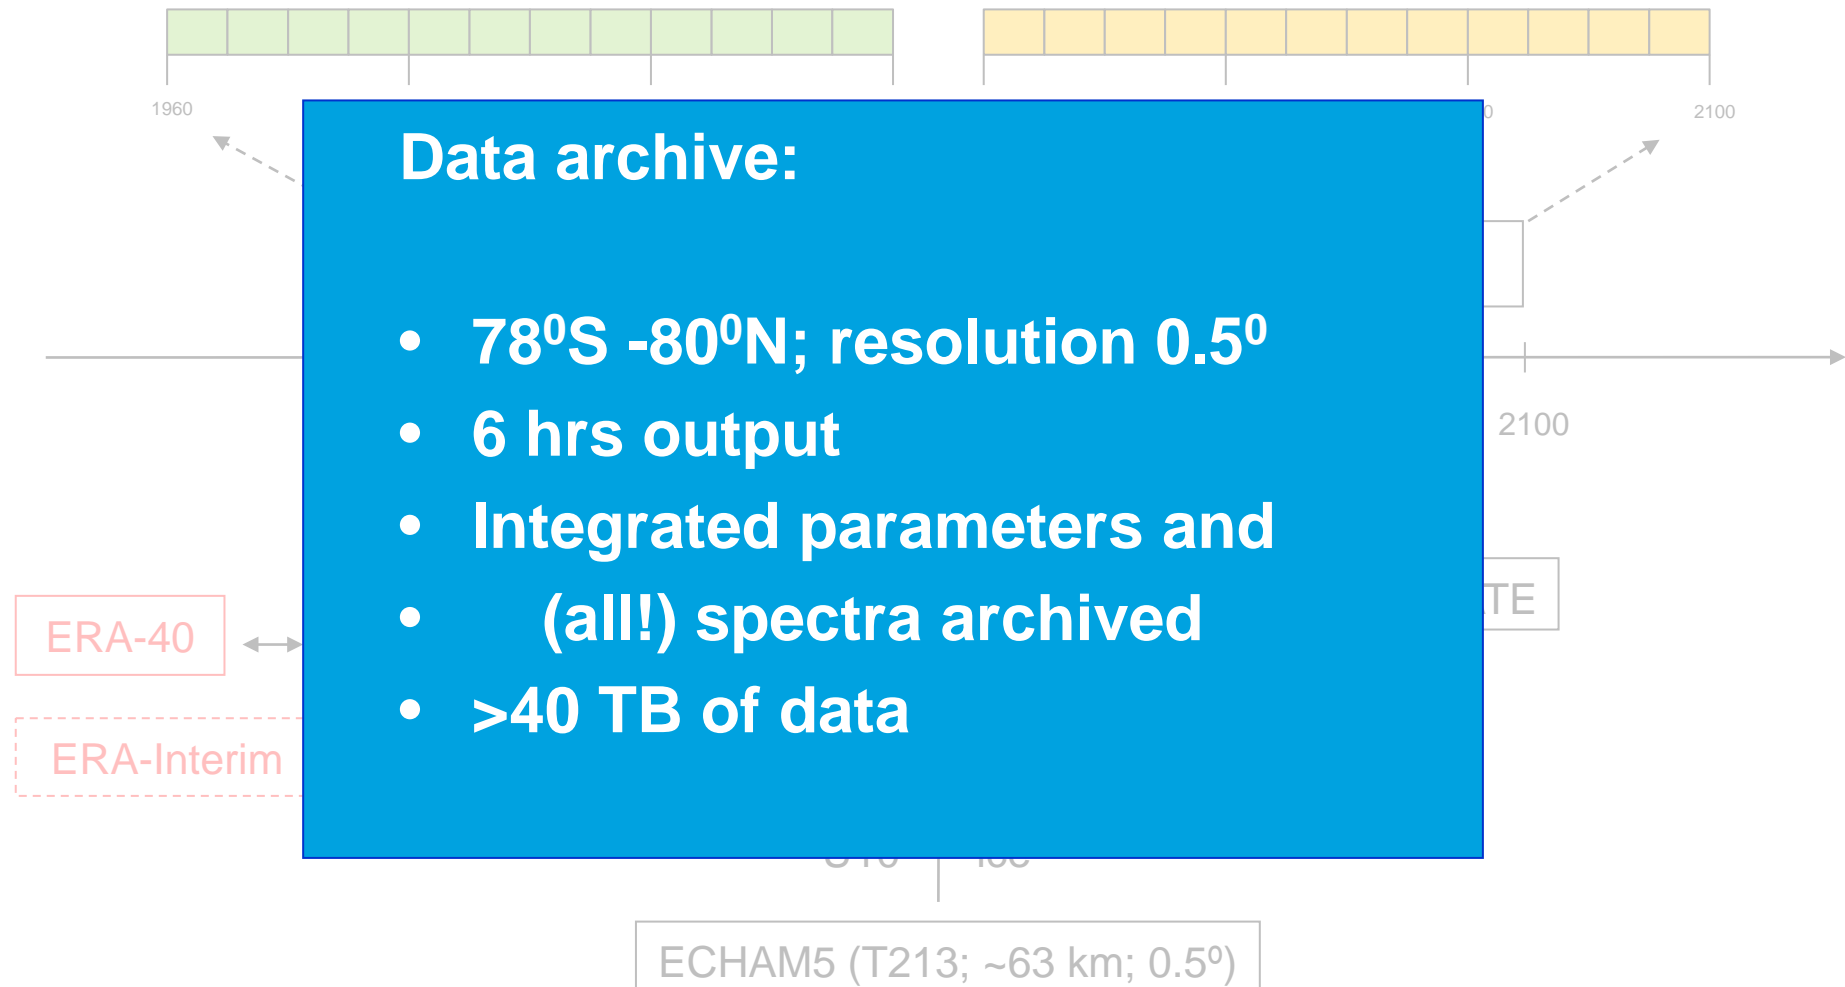 1960
2100
Data archive:
• 78⁰S -80⁰N; resolution 0.5⁰
• 6 hrs output
2100
• Integrated parameters and
• (all!) spectra archived
ERA-40
• >40 TB of data
ERA-Interim
ECHAM5 (T213; ~63 km; 0.5⁰)